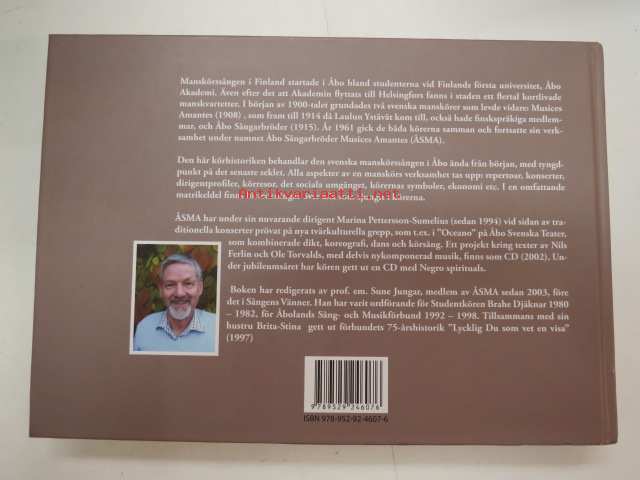 Manskörssången i Finland startade i Åbo bland studenterna vid Finlands första universitet, Åbo
Akademi. Även efter det att Akademin flyttats till Helsingfors fanns i staden ett flertal kortlivade
manskvartetter. I början av 1900-talet grundades två svenska manskörer som levde vidare: Musices
Amantes (1908) , som fram till 1914 då Laulun Ystävät kom till, också hade finskspråkiga medlem-
mar, och Åbo Sångarbröder (1915). År 1961 gick de båda körerna samman och fortsatte sin verk-
samhet under namnet Åbo Sångarbröder Musices Amantes (ÅSMA).
Den här körhistoriken behandlar den svenska manskörssången i Åbo ända från början, med tyngd-
punkt på det senaste seklet. Alla aspekter av en manskörs verksamhet tas upp: repertoar, konserter,
dirigentprofiler, körresor, det sociala umgänget, körernas symboler, ekonomi etc. I en omfattande
matrikeldel finns
Antikvariaatti.net
körerna.
ÅSMA har under sin nuvarande dirigent Marina Pettersson-Sumelius (sedan 1994) vid sidan av tra-
ditionella konserter prövat på nya tvärkulturella grepp, som t.ex. i "Oceano" på Åbo Svenska Teater,
som kombinerade dikt, koreografi, dans och körsång. Ett projekt kring texter av Nils
Ferlin och Ole Torvalds, med delvis nykomponerad musik, finns som CD (2002). Un-
der jubileumsåret har kören gett ut en CD med Negro spirituals.
Boken har redigerats av prof. em. Sune Jungar, medlem av ÅSMA sedan 2003, före
det i Sångens Vänner. Han har varit ordförande för Studentkören Brahe Djäknar 1980
– 1982, för Åbolands Sång- och Musikförbund 1992 – 1998. Tillsammans med sin
hustru Brita-Stina gett ut förbundets 75-årshistorik "Lycklig Du som vet en visa"
(1997)
9 789529 246076
ISBN 978-952-92-4607-6